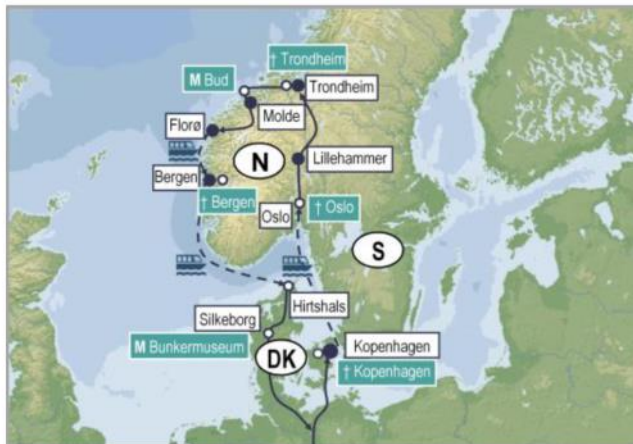 † Trondheim
M Bud
Trondheim
Molde
Florø
Lillehammer
N
Bergen
† Bergen
Oslo
† Oslo
S
Hirtshals
Silkeborg
M Bunkermuseum
DK
Kopenhagen
† Kopenhagen